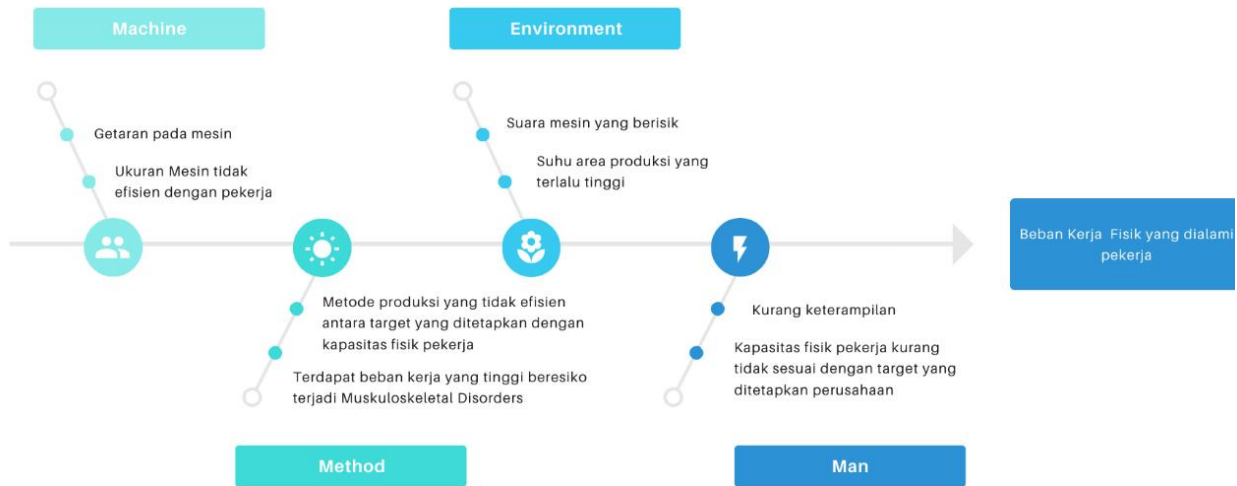 Machine
Environment
Getaran pada mesin
Ukuran Mesin tidak
efisien dengan pekerja
Suara mesin yang berisik
Suhu area produksi yang
terlalu tinggi
Beban Kerja Fisik yang dialami
pekerja
Metode produksi yang tidak efisien
antara target yang ditetapkan dengan
kapasitas fisik pekerja
Terdapat beban kerja yang tinggi beresiko
terjadi Muskuloskeletal Disorders
Kurang keterampilan
Kapasitas fisik pekerja kurang
tidak sesuai dengan target yang
ditetapkan perusahaan
Method
Man